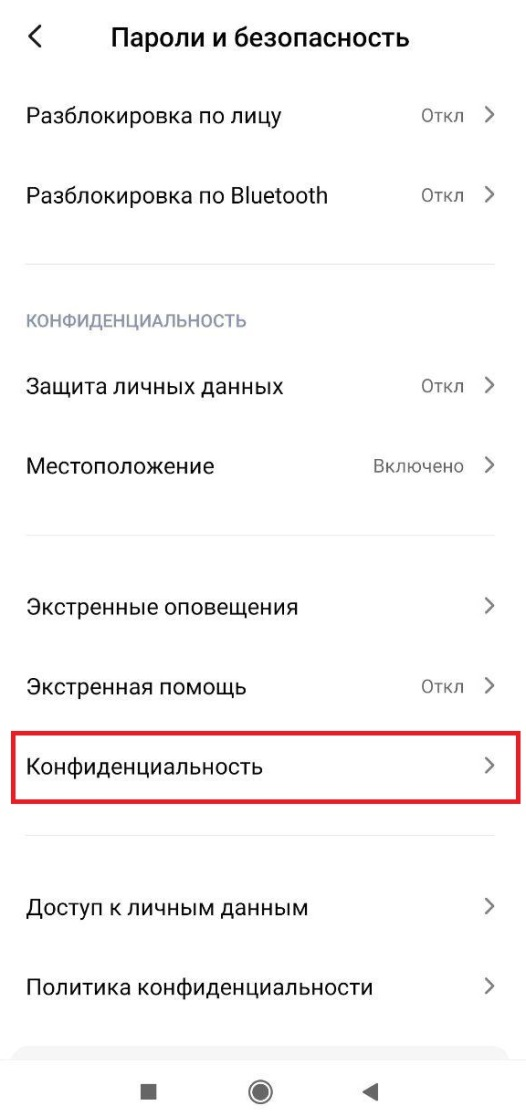 Пароли и безопасность
Разблокировка по лицу Откл
Разблокировка по Bluetooth Откл
КОНФИДЕНЦИАЛЬНОСТЬ
Защита личных данных Откл
Местоположение Включено
Экстренные оповещения
Экстренная помощь Откл
Конфиденциальность
Доступ к личным данным
Политика конфиденциальности